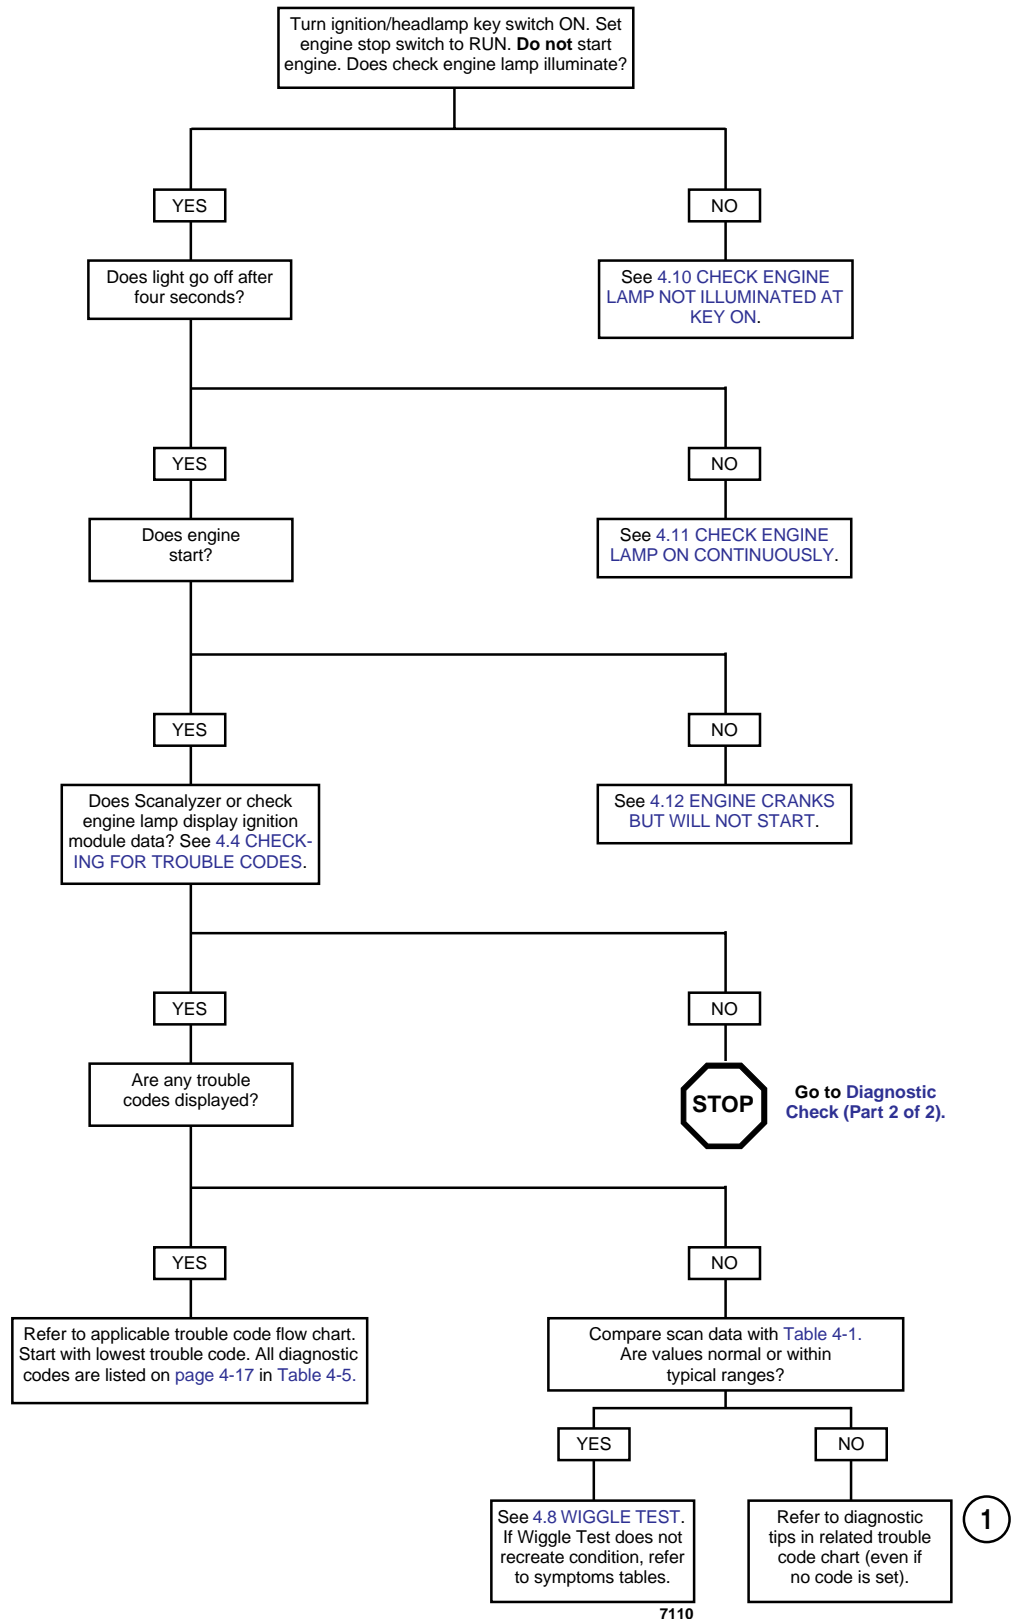 Turn ignition/headlamp key switch ON. Set
engine stop switch to RUN. Do not start
engine. Does check engine lamp illuminate?
YES
NO
Does light go off after
four seconds?
See 4.10 CHECK ENGINE
LAMP NOT ILLUMINATED AT
KEY ON.
YES
NO
Does engine
start?
See 4.11 CHECK ENGINE
LAMP ON CONTINUOUSLY.
YES
NO
Does Scanalyzer or check
engine lamp display ignition
module data? See 4.4 CHECK-
ING FOR TROUBLE CODES.
See 4.12 ENGINE CRANKS
BUT WILL NOT START.
YES
NO
Are any trouble
codes displayed?
STOP
Go to Diagnostic
Check (Part 2 of 2).
YES
NO
Refer to applicable trouble code flow chart.
Start with lowest trouble code. All diagnostic
codes are listed on page 4-17 in Table 4-5.
Compare scan data with Table 4-1.
Are values normal or within
typical ranges?
YES
NO
See 4.8 WIGGLE TEST.
If Wiggle Test does not
recreate condition, refer
to symptoms tables.
Refer to diagnostic
tips in related trouble
code chart (even if
no code is set).
1
7110